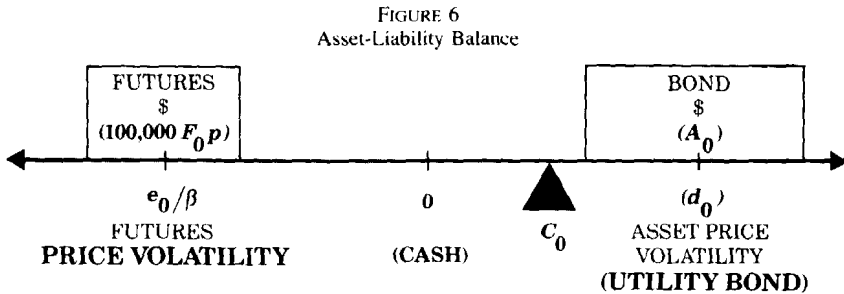 FIGURE 6
Asset-Liability Balance
FUTURES
$
(100,000 F₀p)
BOND
$
(A₀)
e₀/β
FUTURES
PRICE VOLATILITY
0
(CASH)
C₀
(d₀)
ASSET PRICE
VOLATILITY
(UTILITY BOND)